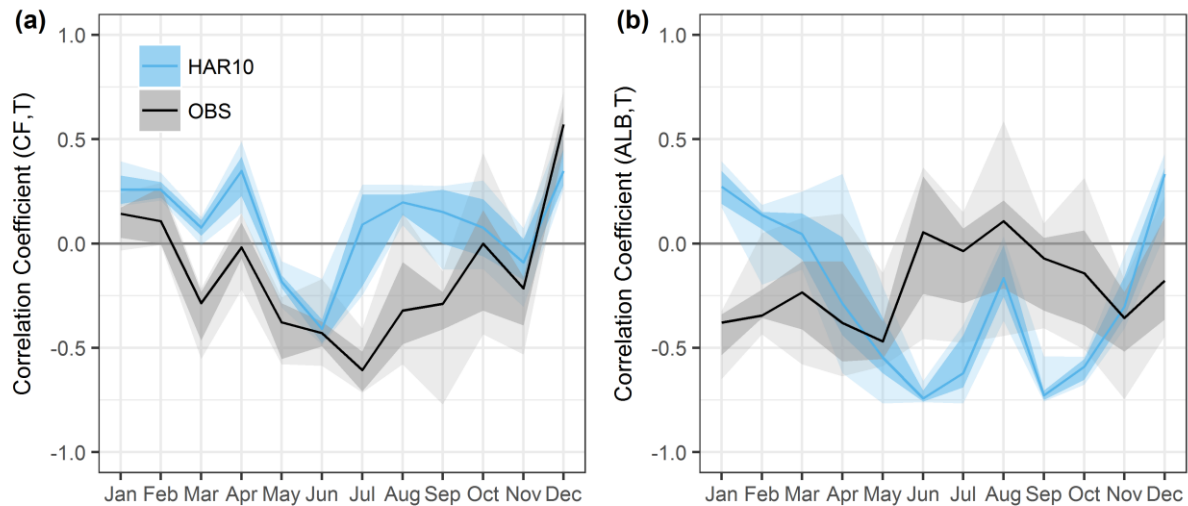 (a)
1.0
0.5
0.0
-0.5
-1.0
Correlation Coefficient (CF,T)
HAR10
OBS
Jan Feb Mar Apr May Jun Jul Aug Sep Oct Nov Dec
(b)
1.0
0.5
0.0
-0.5
-1.0
Correlation Coefficient (ALB,T)
Jan Feb Mar Apr May Jun Jul Aug Sep Oct Nov Dec